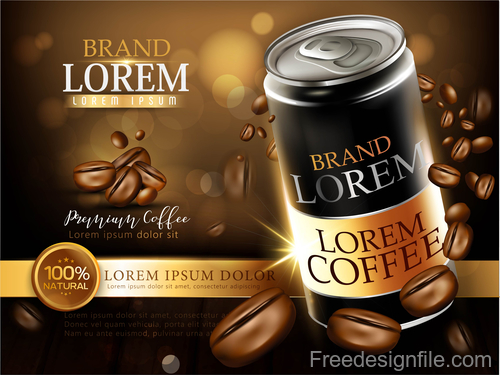 BRAND
LOREM
LOREM IPSUM
Premium Coffee
Lorem ipsum dolor sit
100%
NATURAL
LOREM IPSUM DOLOR
Lorem ipsum dolor sit amet, consectetuer adipiscing
BRAND
LOREM
LOREM
COFFEE
Freedesignfile.com